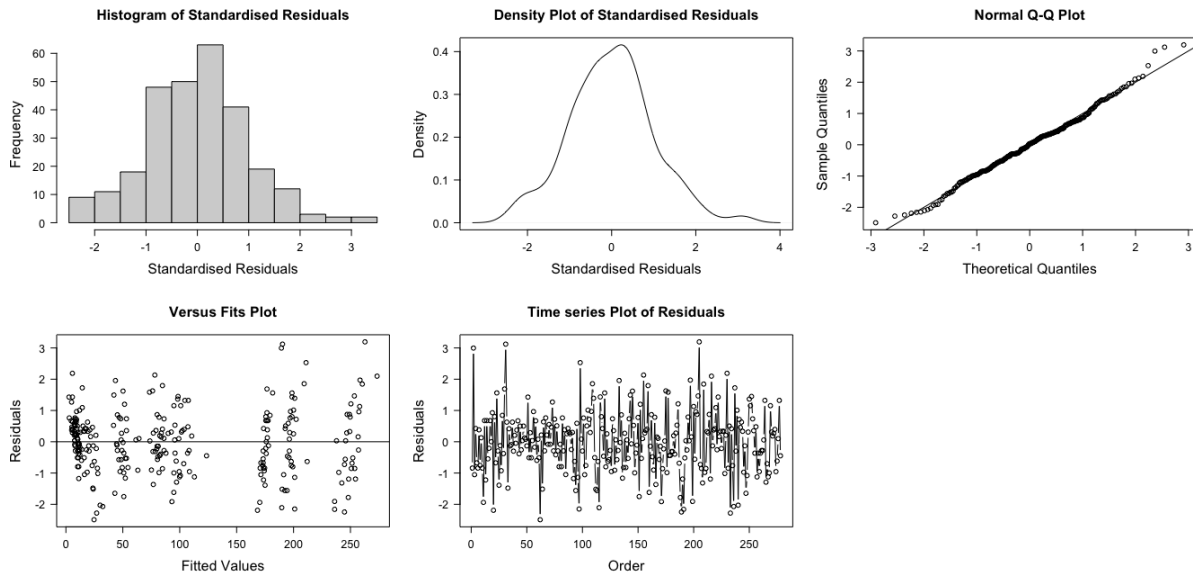 Histogram of Standardised Residuals
Frequency
60
50
40
30
20
10
0
-2 -1 0 1 2 3
Standardised Residuals
Density Plot of Standardised Residuals
Density
0.4
0.3
0.2
0.1
0.0
-2 0 2 4
Standardised Residuals
Normal Q-Q Plot
Sample Quantiles
3
2
1
0
-1
-2
-3 -2 -1 0 1 2 3
Theoretical Quantiles
Versus Fits Plot
Residuals
3
2
1
0
-1
-2
0 50 100 150 200 250
Fitted Values
Time series Plot of Residuals
Residuals
3
2
1
0
-1
-2
0 50 100 150 200 250
Order